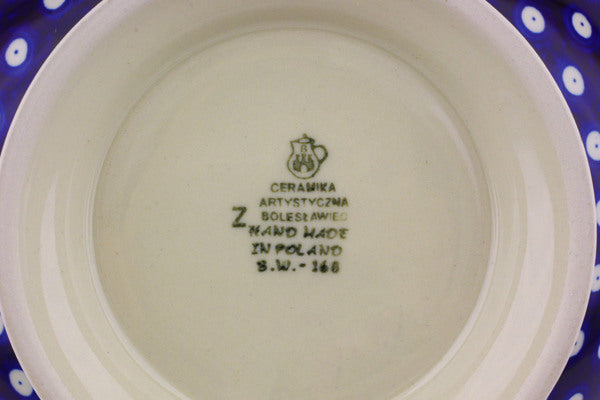 B
CERAMIKA
ARTYSTYCZNA
Z BOLESŁAWIEC
HAND MADE
IN POLAND
B.W.-168